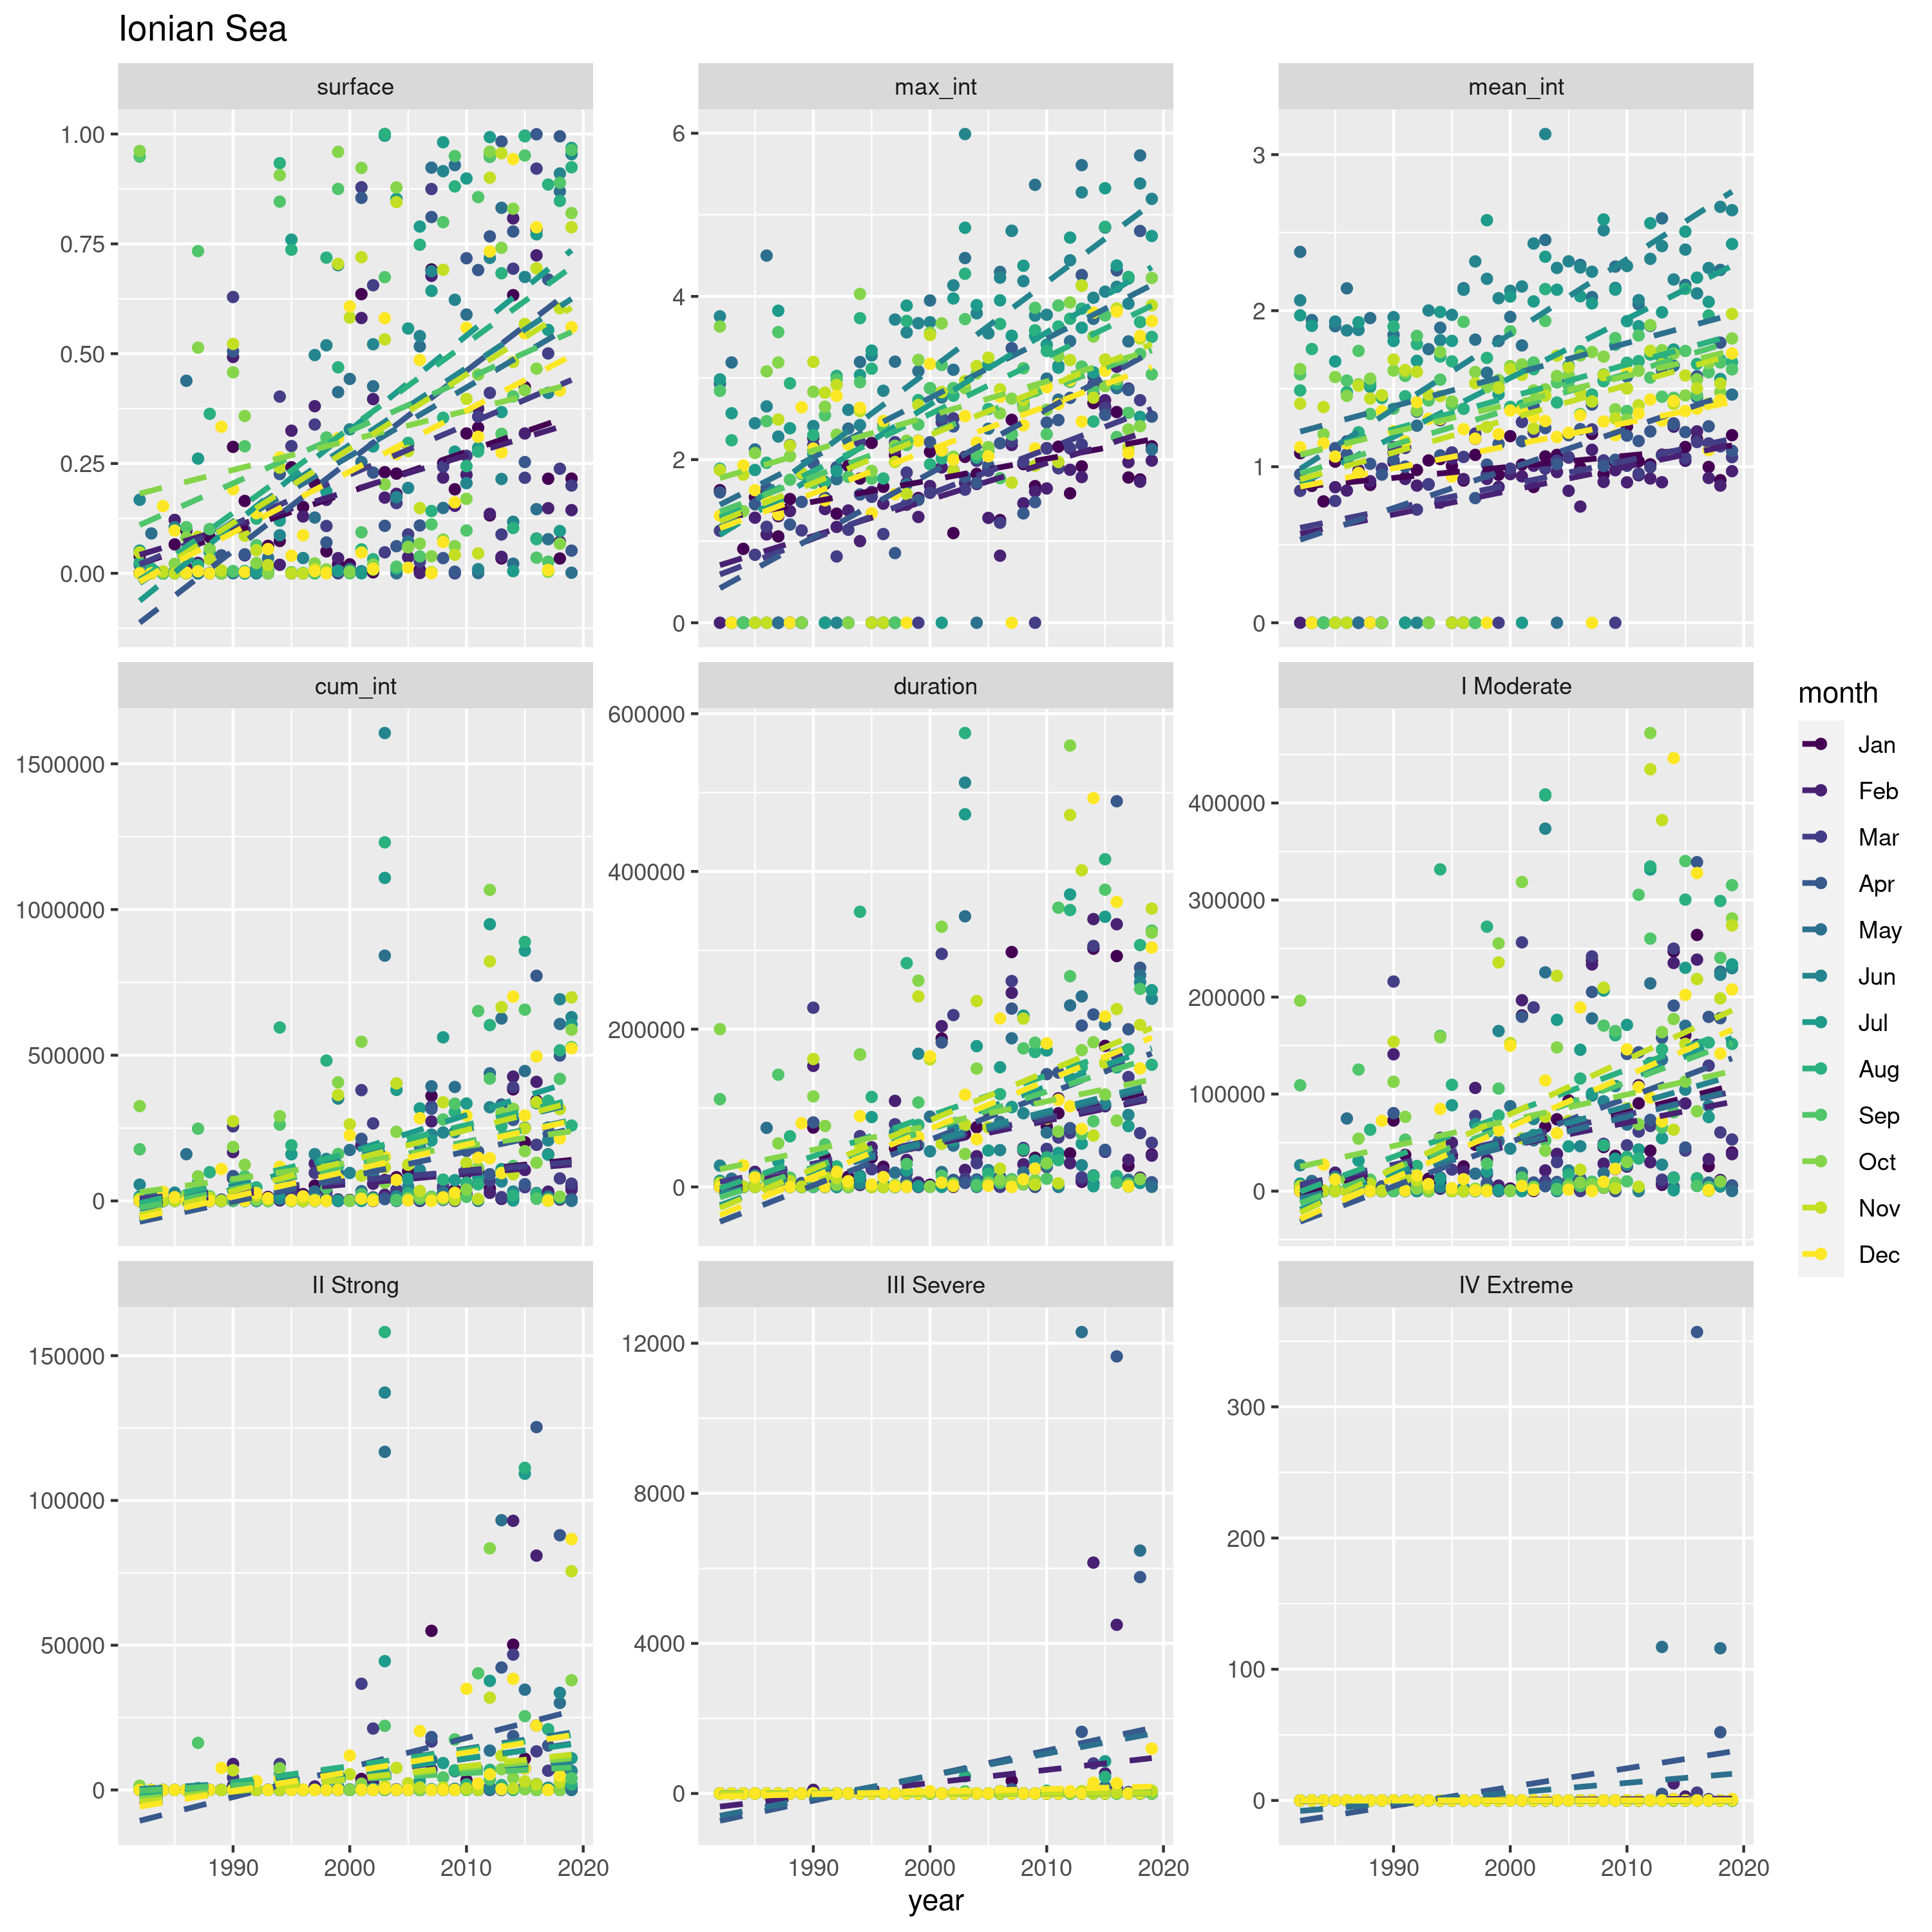 Ionian Sea
surface
max_int
mean_int
1.00
0.75
0.50
0.25
0.00
6
4
2
0
3
2
1
0
cum_int
duration
I Moderate
1500000
1000000
500000
0
600000
400000
200000
0
400000
300000
200000
100000
0
month
Jan
Feb
Mar
Apr
May
Jun
Jul
Aug
Sep
Oct
Nov
Dec
II Strong
III Severe
IV Extreme
150000
100000
50000
0
12000
8000
4000
0
300
200
100
0
1990 2000 2010 2020
1990 2000 2010 2020
1990 2000 2010 2020
year